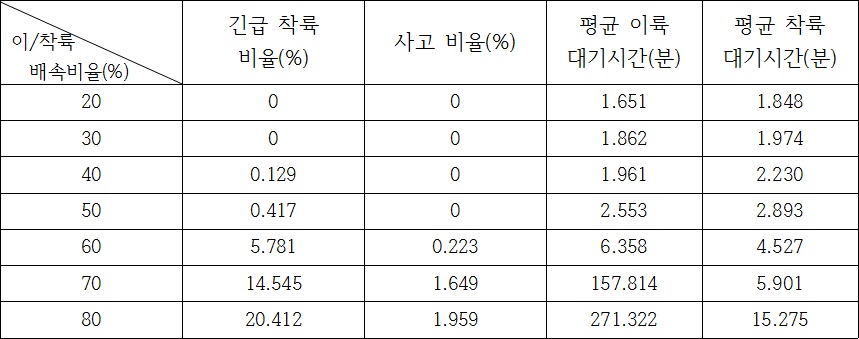 이/착륙 배속비율(%) 긴급 착륙 비율(%) 사고 비율(%) 평균 이륙 대기시간(분) 평균 착륙 대기시간(분)
20 0 0 1.651 1.848
30 0 0 1.862 1.974
40 0.129 0 1.961 2.230
50 0.417 0 2.553 2.893
60 5.781 0.223 6.358 4.527
70 14.545 1.649 157.814 5.901
80 20.412 1.959 271.322 15.275